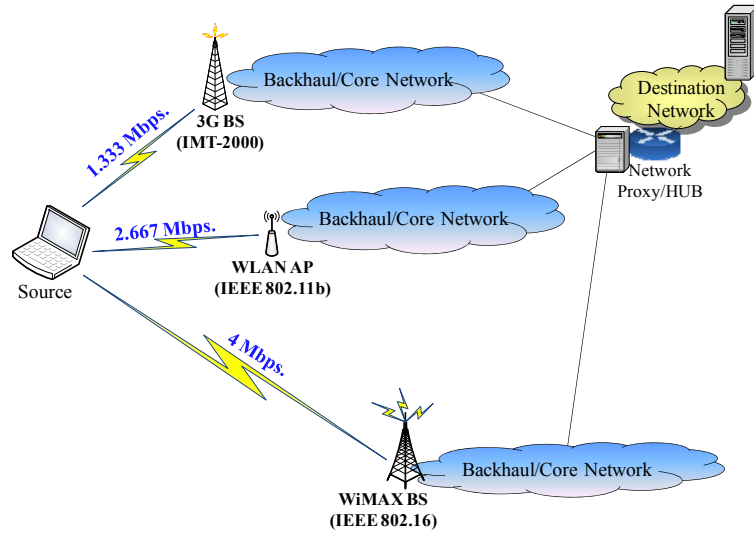 Backhaul/Core Network
Destination
Network
3G BS
(IMT-2000)
1.333 Mbps.
Network
Proxy/HUB
Backhaul/Core Network
2.667 Mbps.
WLAN AP
(IEEE 802.11b)
Source
4 Mbps.
Backhaul/Core Network
WiMAX BS
(IEEE 802.16)